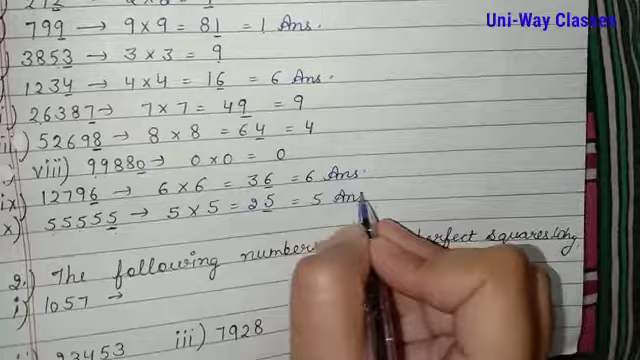 Uni-Way Classes
799 → 9 × 9 = 81 = 1 Ans.
3853 → 3 × 3 = 9
1234 → 4 × 4 = 16 = 6 Ans.
26387 → 7 × 7 = 49 = 9
52698 → 8 × 8 = 64 = 4
viii) 99880 → 0 × 0 = 0
ix) 12796 → 6 × 6 = 36 = 6 Ans.
x) 55555 → 5 × 5 = 25 = 5 Ans
2.) The following numbers perfect squares why.
i) 1057 →
23453 iii) 7928